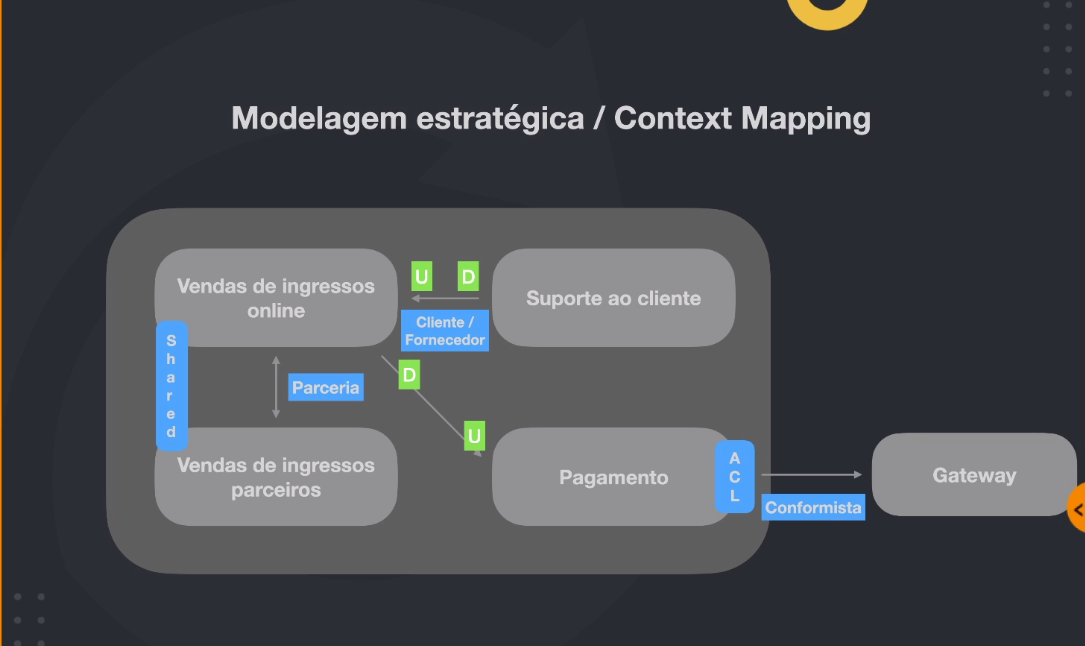 Modelagem estratégica / Context Mapping
Vendas de ingressos
online
U
D
Cliente /
Fornecedor
Suporte ao cliente
Shared
Parceria
D
U
Vendas de ingressos
parceiros
Pagamento
ACL
Conformista
Gateway
<